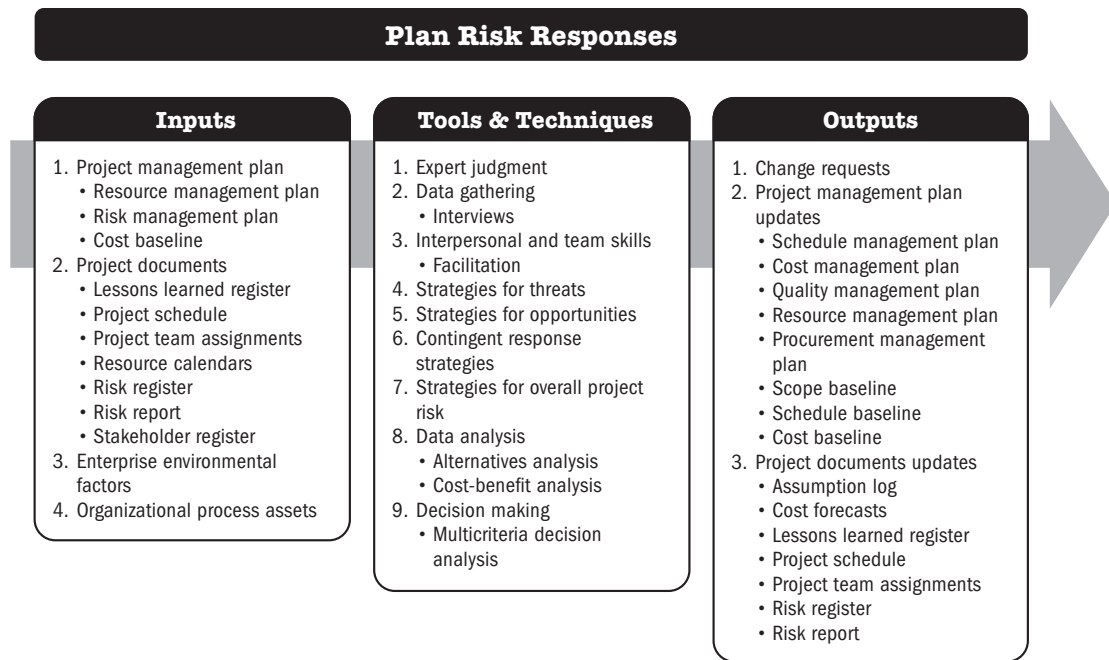 Plan Risk Responses
Inputs
1. Project management plan
• Resource management plan
• Risk management plan
• Cost baseline
2. Project documents
• Lessons learned register
• Project schedule
• Project team assignments
• Resource calendars
• Risk register
• Risk report
• Stakeholder register
3. Enterprise environmental
factors
4. Organizational process assets
Tools & Techniques
1. Expert judgment
2. Data gathering
• Interviews
3. Interpersonal and team skills
• Facilitation
4. Strategies for threats
5. Strategies for opportunities
6. Contingent response
strategies
7. Strategies for overall project
risk
8. Data analysis
• Alternatives analysis
• Cost-benefit analysis
9. Decision making
• Multicriteria decision
analysis
Outputs
1. Change requests
2. Project management plan
updates
• Schedule management plan
• Cost management plan
• Quality management plan
• Resource management plan
• Procurement management
plan
• Scope baseline
• Schedule baseline
• Cost baseline
3. Project documents updates
• Assumption log
• Cost forecasts
• Lessons learned register
• Project schedule
• Project team assignments
• Risk register
• Risk report